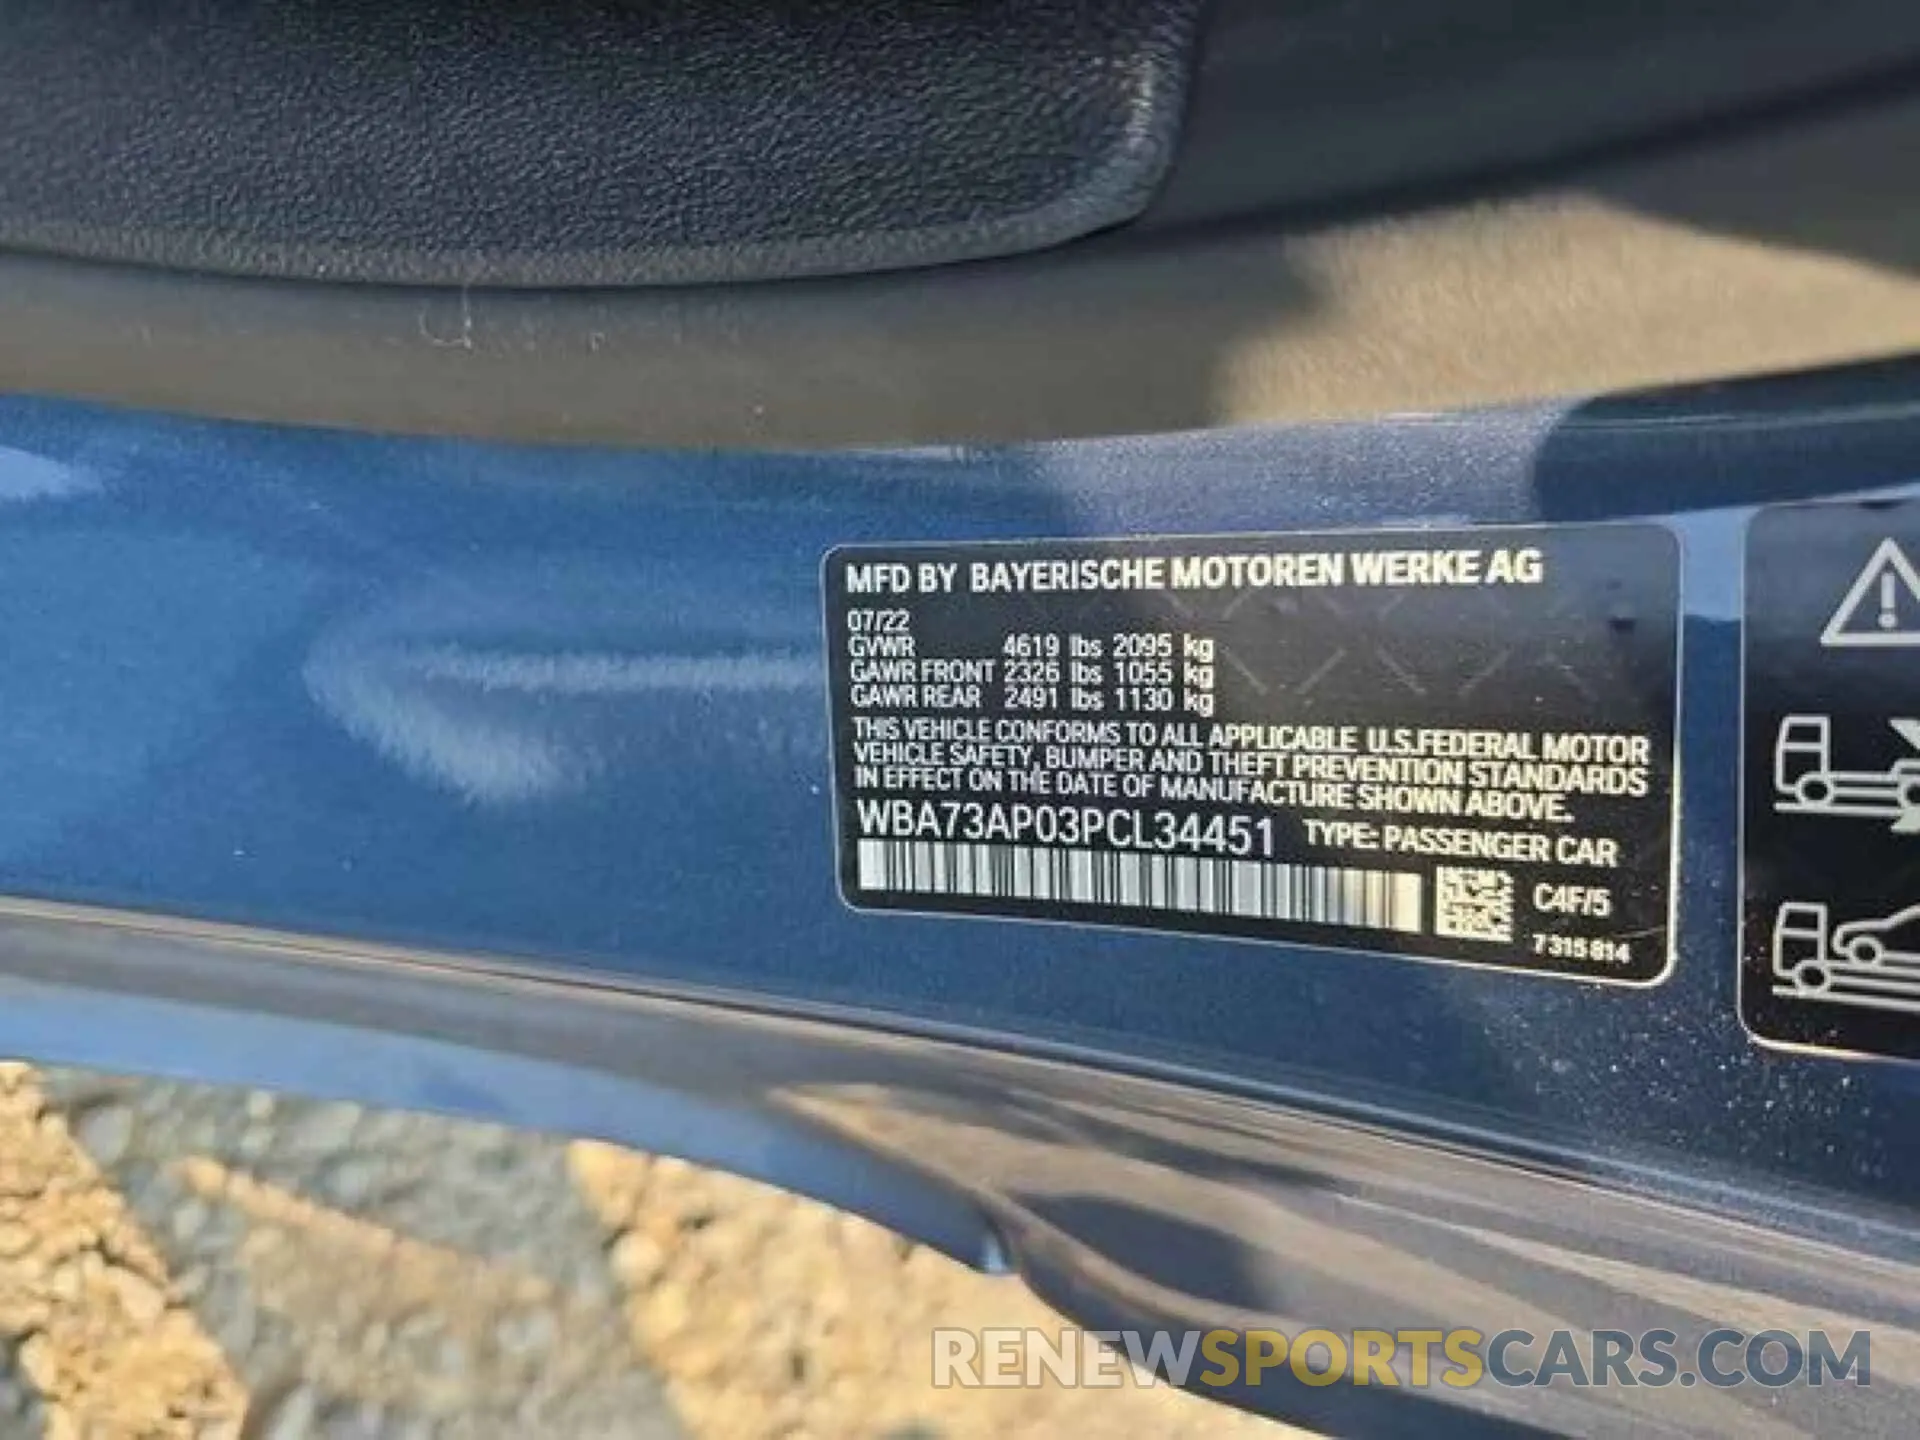 MFD BY BAYERISCHE MOTOREN WERKE AG
07/22
GVWR 4619 lbs 2095 kg
GAWR FRONT 2326 lbs 1055 kg
GAWR REAR 2491 lbs 1130 kg
THIS VEHICLE CONFORMS TO ALL APPLICABLE U.S.FEDERAL MOTOR
VEHICLE SAFETY, BUMPER AND THEFT PREVENTION STANDARDS
IN EFFECT ON THE DATE OF MANUFACTURE SHOWN ABOVE.
WBA73AP03PCL34451 TYPE: PASSENGER CAR
C4F/5
7 315 814
RENEWSPORTSCARS.COM